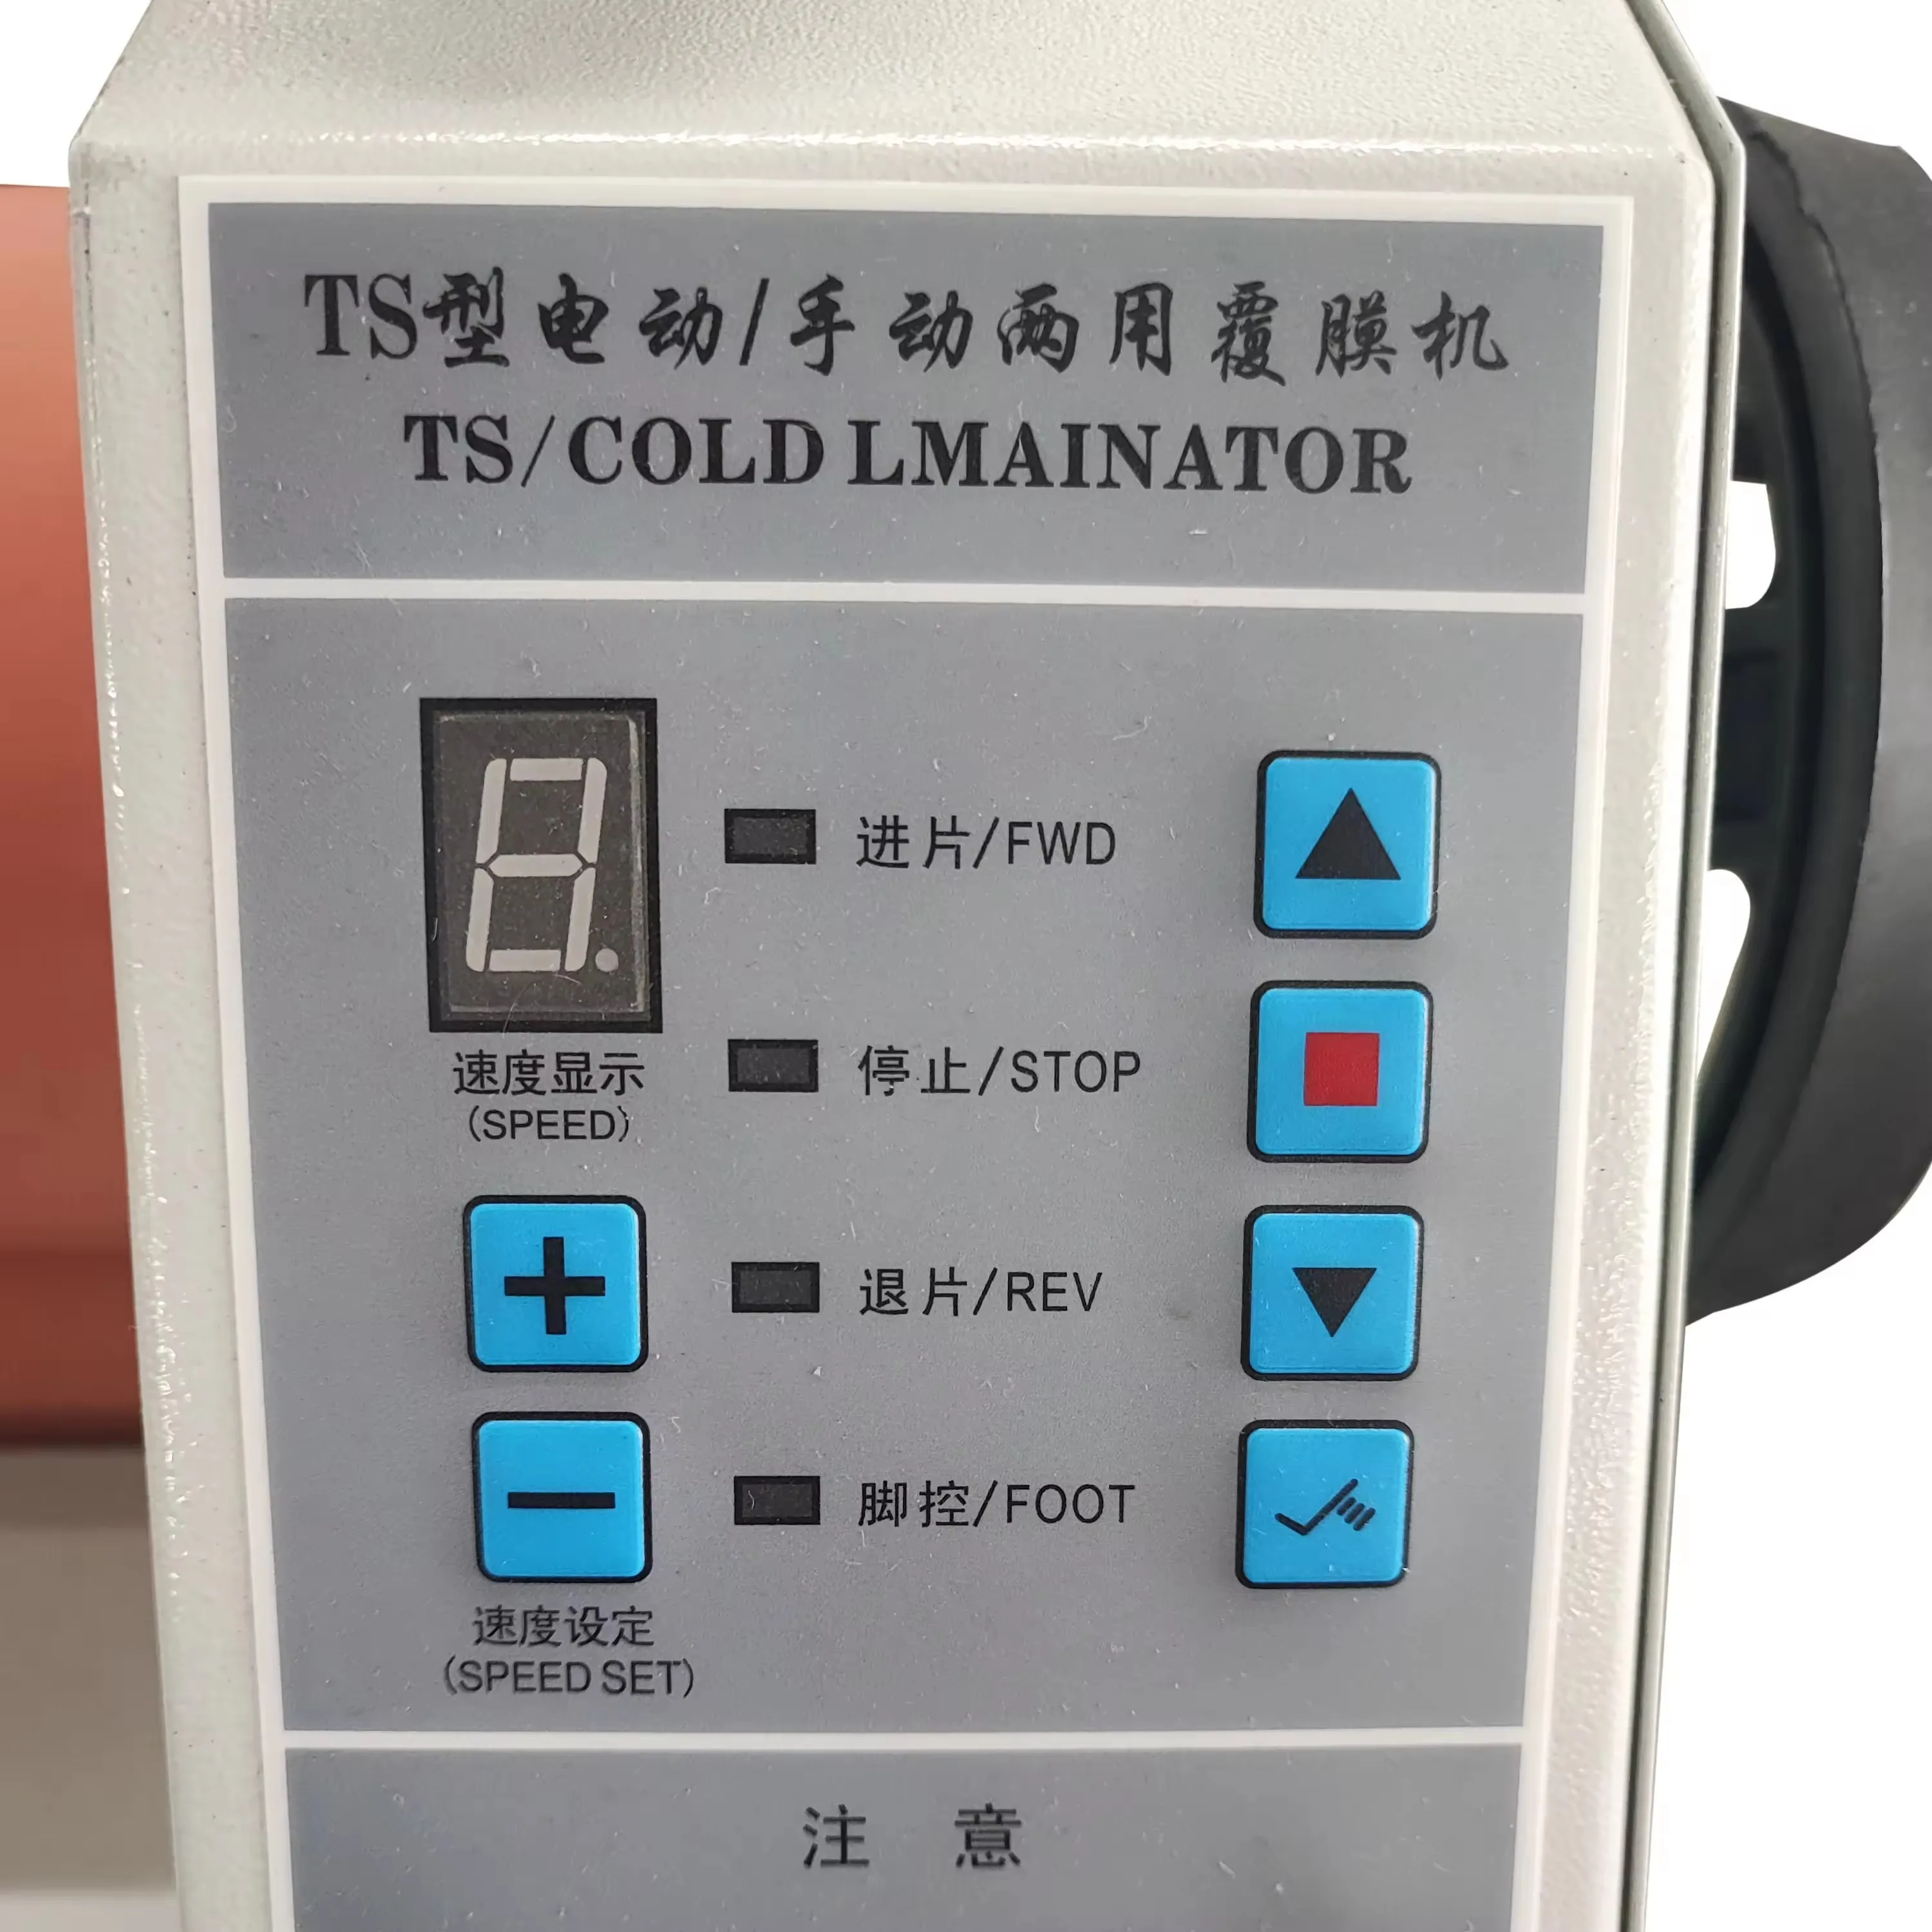 TS型电动/手动两用覆膜机
TS/COLD LMAINATOR
进片/FWD
停止/STOP
速度显示
(SPEED)
退片/REV
脚控/FOOT
速度设定
(SPEED SET)
注 意